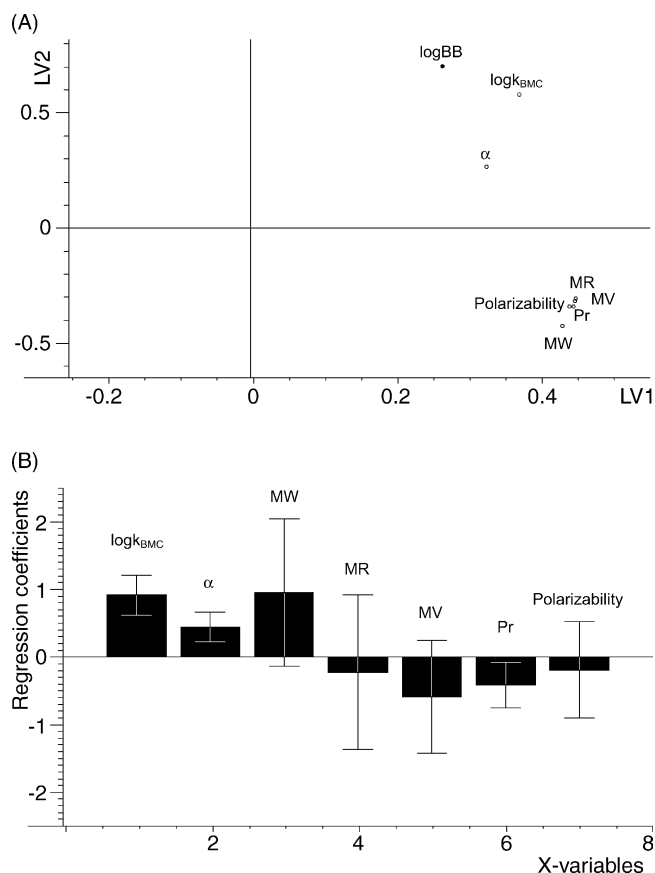 (A)
LV2
logBB
logkBMC
0.5
α
0
MR
Polarizability
MV
Pr
-0.5
MW
-0.2
0
0.2
0.4
LV1
(B)
Regression coefficients
2
MW
logkBMC
α
MR
Polarizability
1
MV
Pr
0
-1
-2
2
4
6
8
X-variables